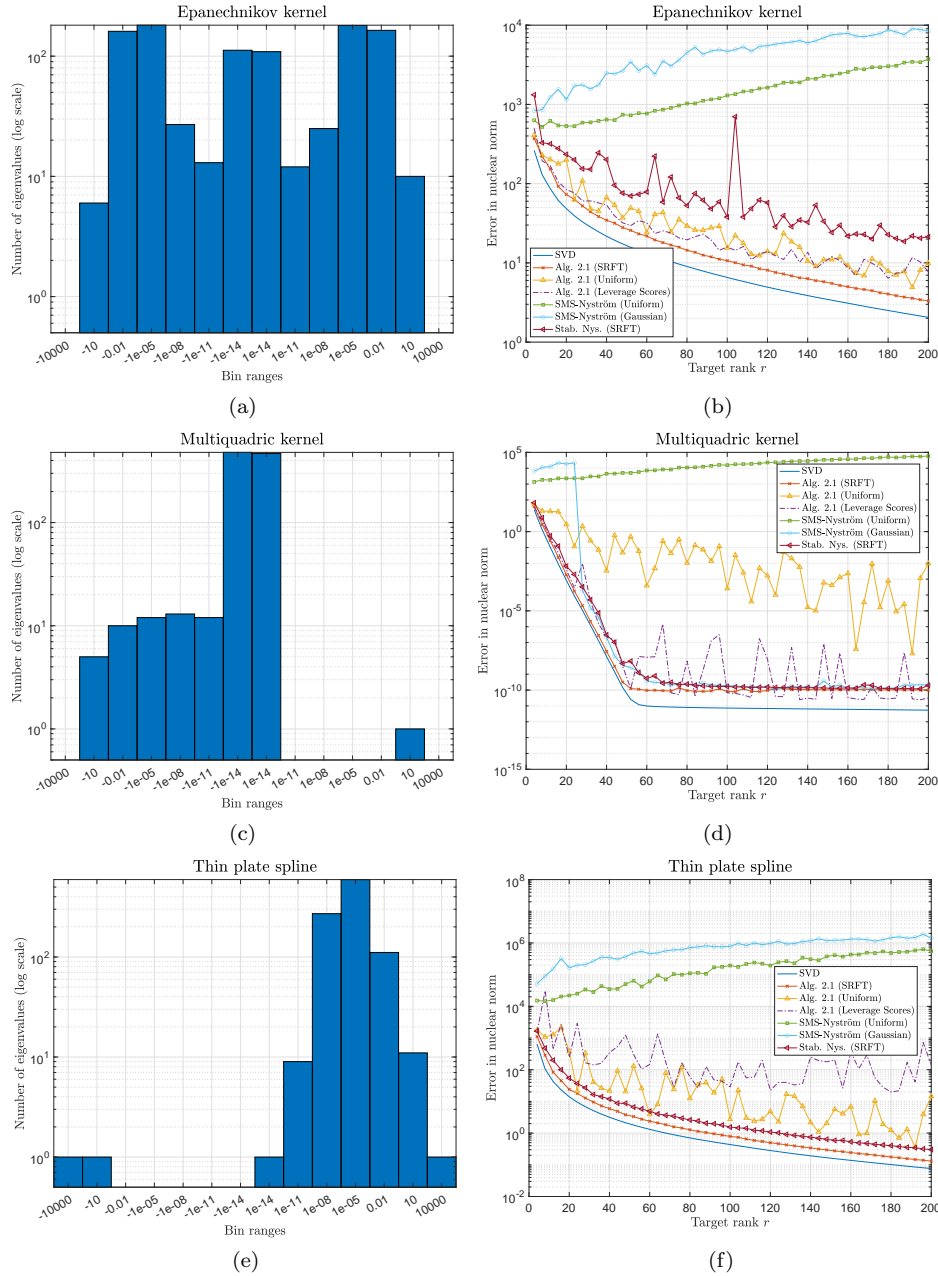 Epanechnikov kernel
Number of eigenvalues (log scale)
10^2
10^1
10^0
-10000 -10 -0.01 -1e-05 -1e-08 -1e-11 -1e-14 1e-14 1e-11 1e-08 1e-05 0.01 10 10000
Bin ranges
(a)
10^4
10^3
10^2
10^1
10^0
Error in nuclear norm
SVD
Alg. 2.1 (SRFT)
Alg. 2.1 (Uniform)
Alg. 2.1 (Leverage Scores)
SMS-Nyström (Uniform)
SMS-Nyström (Gaussian)
Stab. Nys. (SRFT)
0 20 40 60 80 100 120 140 160 180 200
Target rank r
(b)
Multiquadric kernel
Number of eigenvalues (log scale)
10^2
10^1
10^0
-10000 -10 -0.01 -1e-05 -1e-08 -1e-11 -1e-14 1e-14 1e-11 1e-08 1e-05 0.01 10 10000
Bin ranges
(c)
Multiquadric kernel
10^5
10^0
10^-5
10^-10
10^-15
Error in nuclear norm
SVD
Alg. 2.1 (SRFT)
Alg. 2.1 (Uniform)
Alg. 2.1 (Leverage Scores)
SMS-Nyström (Uniform)
SMS-Nyström (Gaussian)
Stab. Nys. (SRFT)
0 20 40 60 80 100 120 140 160 180 200
Target rank r
(d)
Thin plate spline
Number of eigenvalues (log scale)
10^2
10^1
10^0
-10000 -10 -0.01 -1e-05 -1e-08 -1e-11 -1e-14 1e-14 1e-11 1e-08 1e-05 0.01 10 10000
Bin ranges
(e)
Thin plate spline
10^8
10^6
10^4
10^2
10^0
10^-2
Error in nuclear norm
SVD
Alg. 2.1 (SRFT)
Alg. 2.1 (Uniform)
Alg. 2.1 (Leverage Scores)
SMS-Nyström (Uniform)
SMS-Nyström (Gaussian)
Stab. Nys. (SRFT)
0 20 40 60 80 100 120 140 160 180 200
Target rank r
(f)